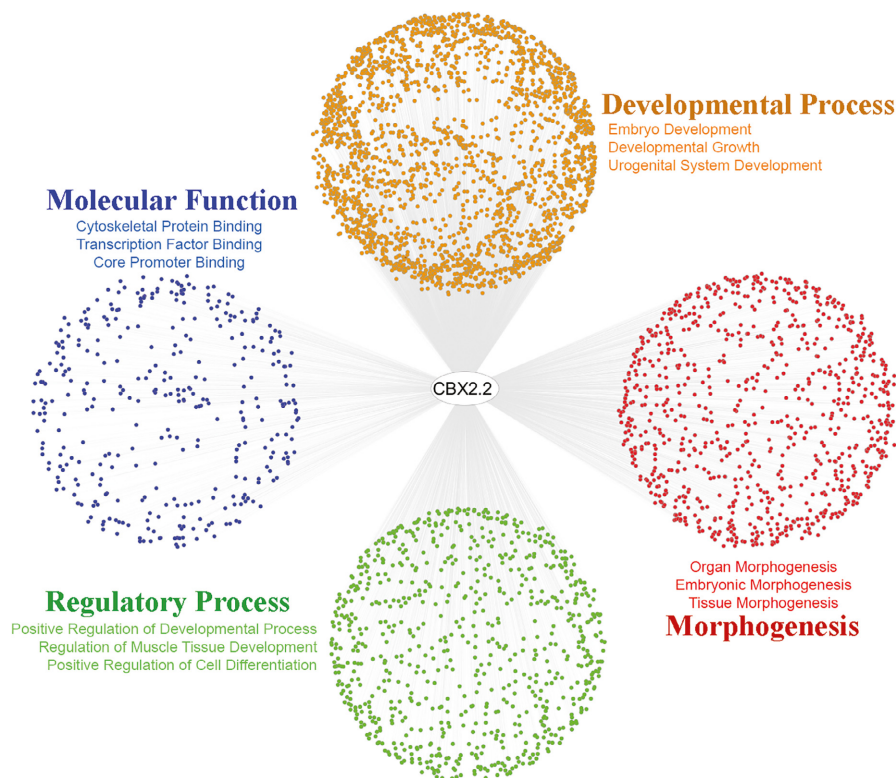 Developmental Process
Embryo Development
Developmental Growth
Urogenital System Development
Molecular Function
Cytoskeletal Protein Binding
Transcription Factor Binding
Core Promoter Binding
CBX2.2
Organ Morphogenesis
Embryonic Morphogenesis
Tissue Morphogenesis
Morphogenesis
Regulatory Process
Positive Regulation of Developmental Process
Regulation of Muscle Tissue Development
Positive Regulation of Cell Differentiation